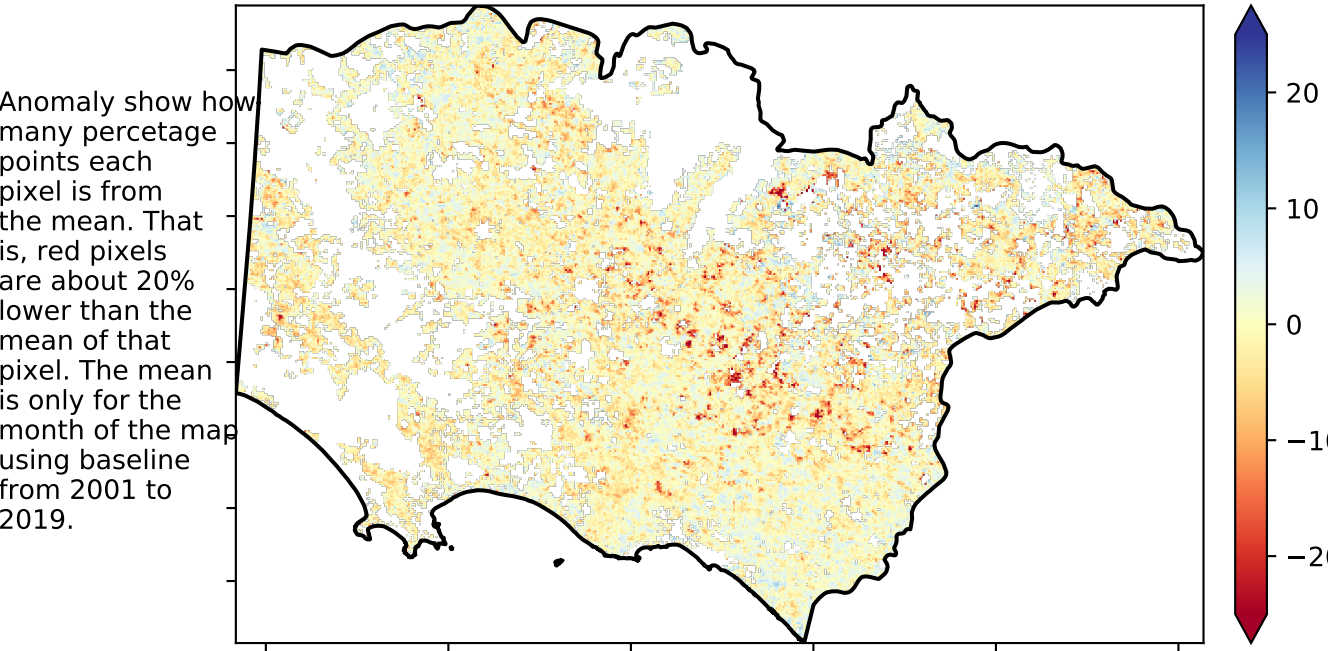 Anomaly show how
many percetage
points each
pixel is from
the mean. That
is, red pixels
are about 20%
lower than the
mean of that
pixel. The mean
is only for the
month of the map
using baseline
from 2001 to
2019.
20
10
0
−10
−20